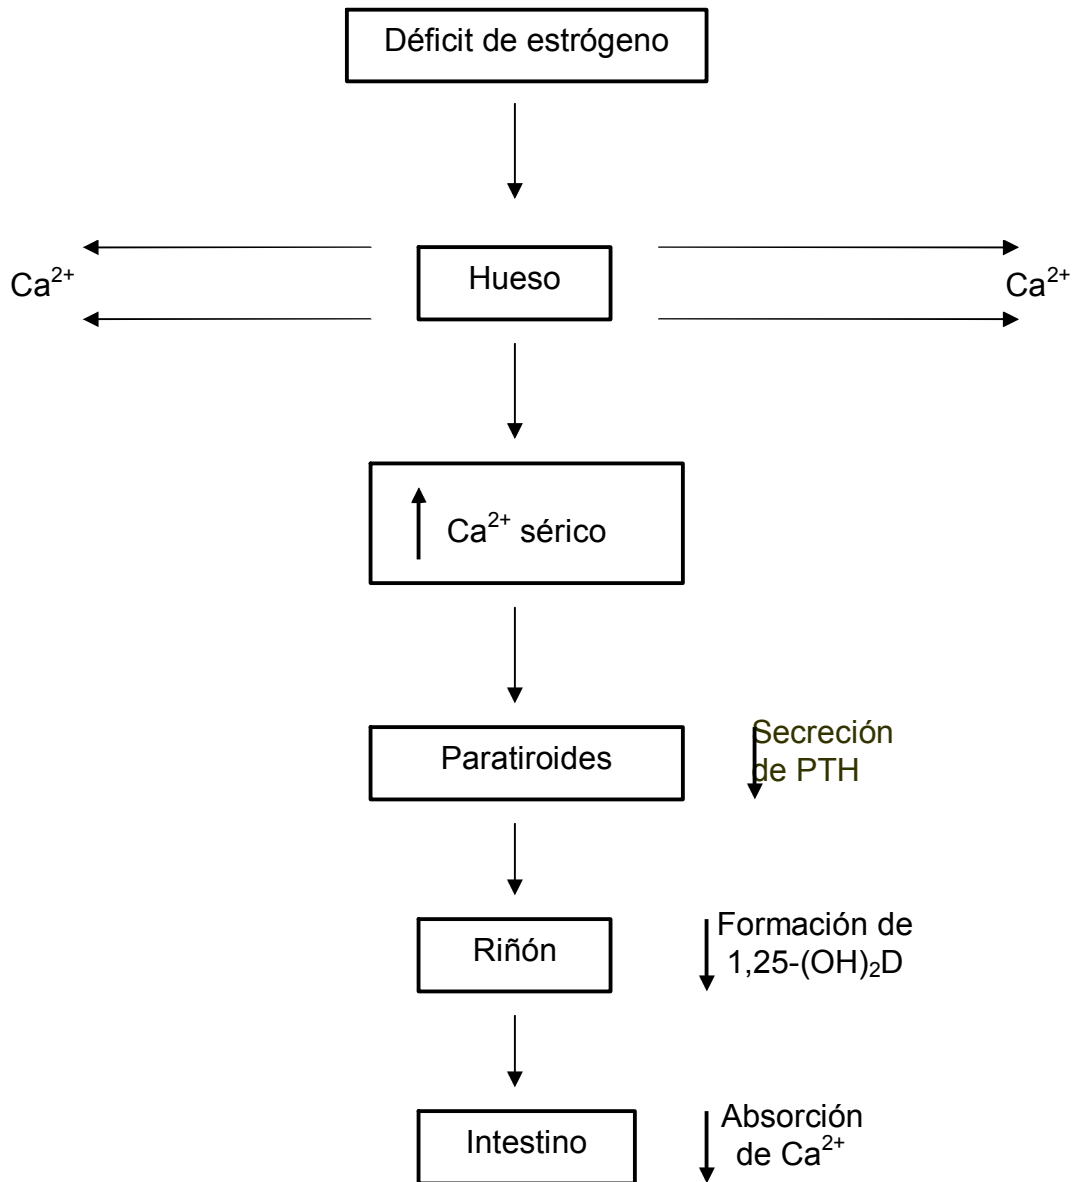 Déficit de estrógeno
Hueso
Ca²⁺
Ca²⁺
Ca²⁺ sérico
Paratiroides
Secreción
de PTH
Riñón
Formación de
1,25-(OH)₂D
Intestino
Absorción
de Ca²⁺